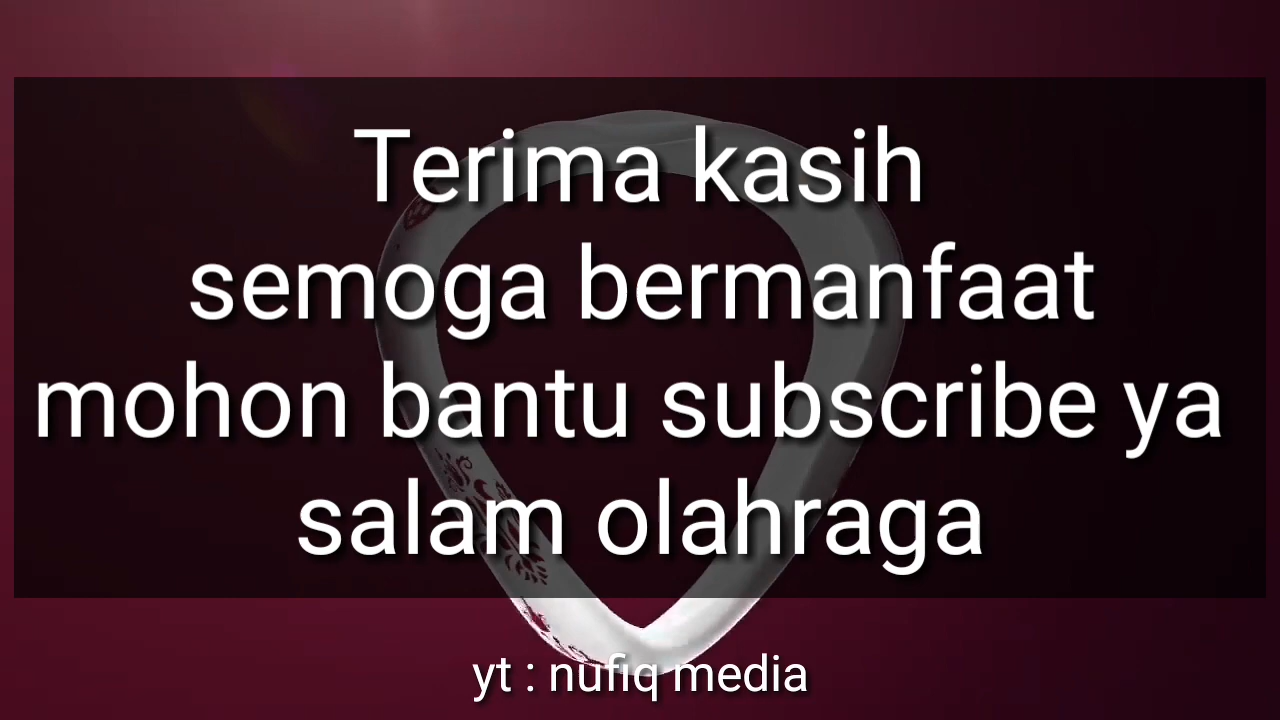 Terima kasih
semoga bermanfaat
mohon bantu subscribe ya
salam olahraga
yt : nufiq media